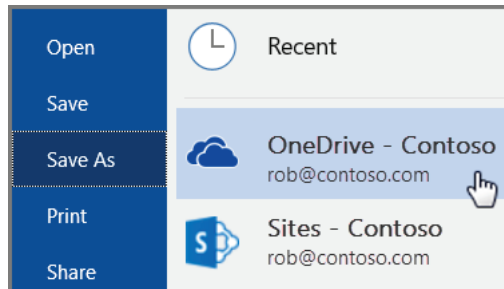 Open
Save
Save As
Print
Share
Recent
OneDrive - Contoso
rob@contoso.com
S
Sites - Contoso
rob@contoso.com